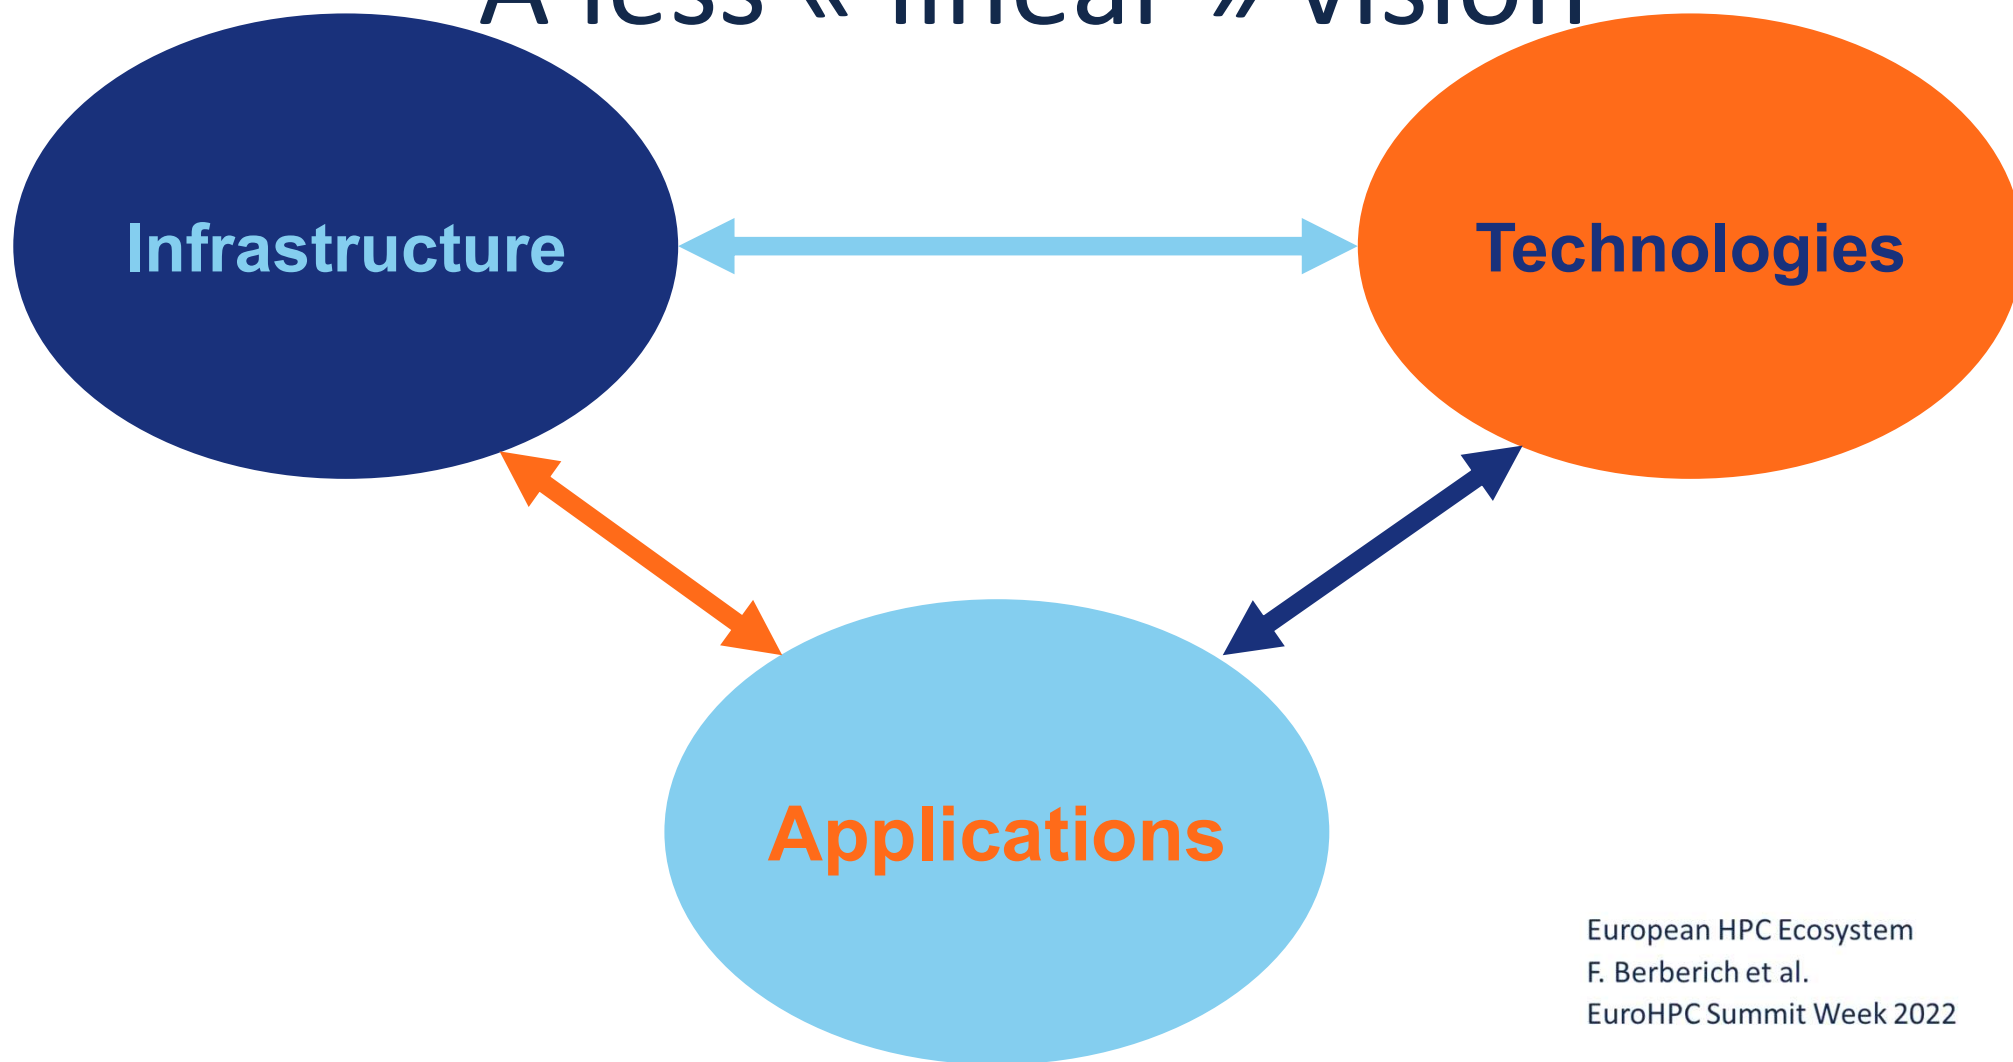 A less « linear » vision
Infrastructure
Technologies
Applications
European HPC Ecosystem
F. Berberich et al.
EuroHPC Summit Week 2022